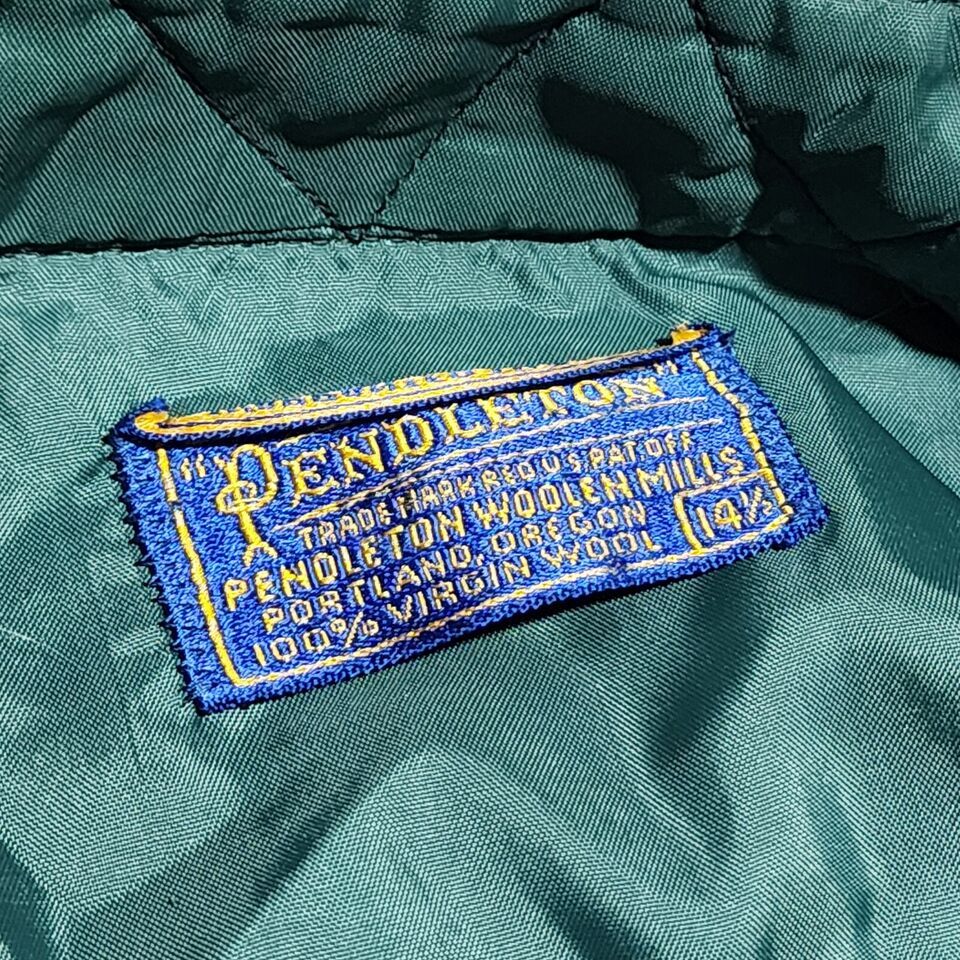 "PENDLETON"
TRADE MARK REG U S PAT OFF
PENDLETON WOOLEN MILLS
PORTLAND, OREGON
100% VIRGIN WOOL
14½